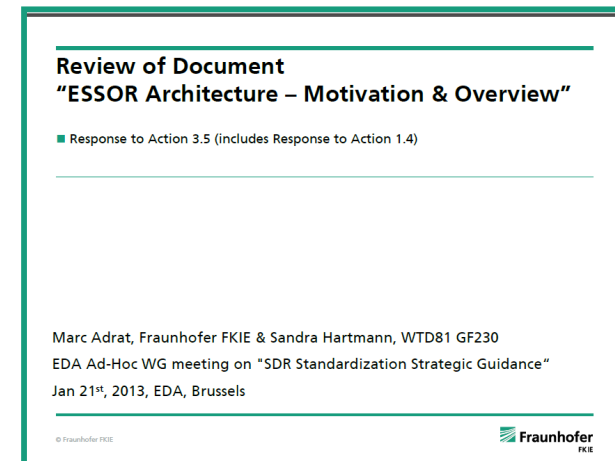 Review of Document
“ESSOR Architecture – Motivation & Overview”
Response to Action 3.5 (includes Response to Action 1.4)
Marc Adrat, Fraunhofer FKIE & Sandra Hartmann, WTD81 GF230
EDA Ad-Hoc WG meeting on "SDR Standardization Strategic Guidance“
Jan 21st, 2013, EDA, Brussels
© Fraunhofer FKIE
Fraunhofer
FKIE